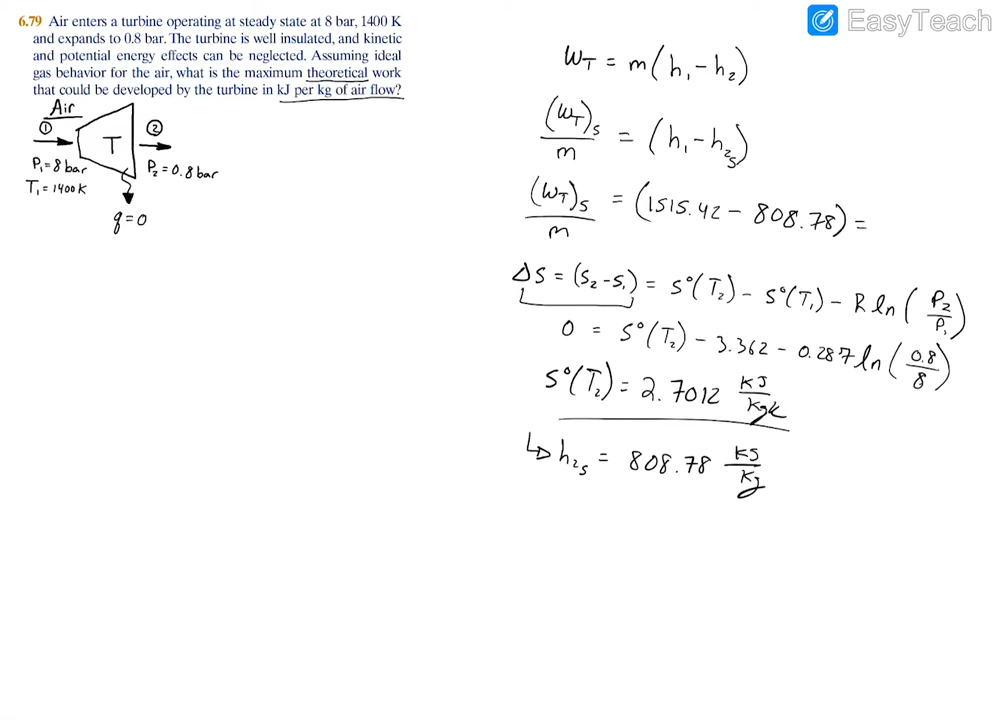 EasyTeach
6.79 Air enters a turbine operating at steady state at 8 bar, 1400 K
and expands to 0.8 bar. The turbine is well insulated, and kinetic
and potential energy effects can be neglected. Assuming ideal
gas behavior for the air, what is the maximum theoretical work
that could be developed by the turbine in kJ per kg of air flow?
Air
① ②
T
P₁=8 bar
T₁=1400K
P₂=0.8 bar
q=0
W_T = m(h₁-h₂)
(W_T)_s / m = (h₁-h₂_s)
(W_T)_s / m = (1515.42 - 808.78) =
Δs = (s₂-s₁) = s°(T₂) - s°(T₁) - R ln(P₂/P₁)
0 = s°(T₂) - 3.362 - 0.287 ln(0.8/8)
s°(T₂) = 2.7012 KJ/KgK
↳ h₂_s = 808.78 KJ/Kg